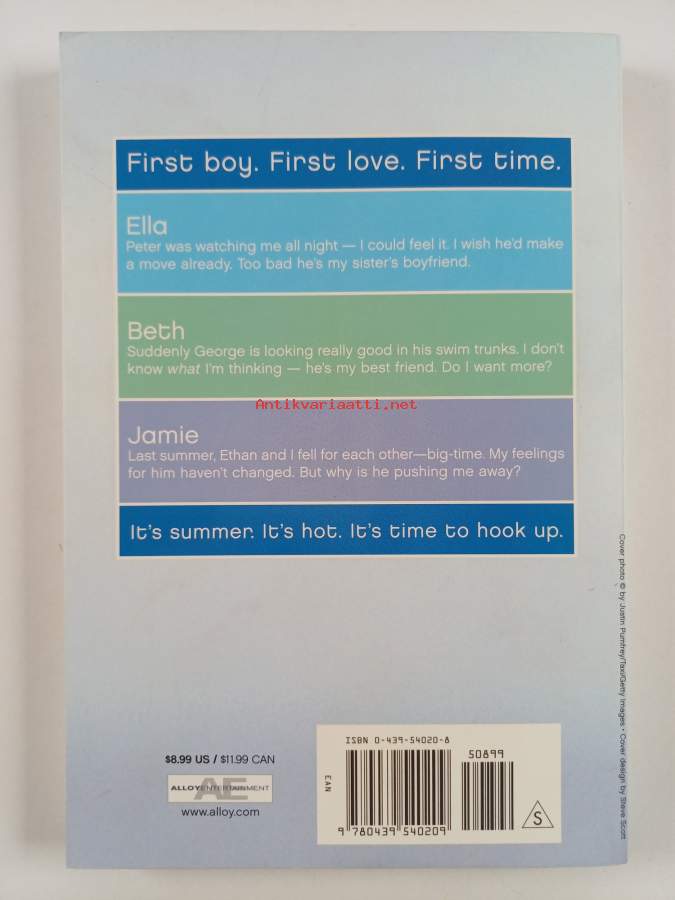 First boy. First love. First time.
Ella
Peter was watching me all night — I could feel it. I wish he'd make
a move already. Too bad he's my sister's boyfriend.
Beth
Suddenly George is looking really good in his swim trunks. I don't
know what I'm thinking — he's my best friend. Do I want more?
Antikvariaatti.net
Jamie
Last summer, Ethan and I fell for each other—big-time. My feelings
for him haven't changed. But why is he pushing me away?
It's summer. It's hot. It's time to hook up.
Cover photo © by Justin Pumfrey/Taxi/Getty Images • Cover design by Steve Scott
$8.99 US / $11.99 CAN
AE
ALLOYENTERTAINMENT
www.alloy.com
ISBN 0-439-54020-8
50899
EAN
9 780439 540209
S